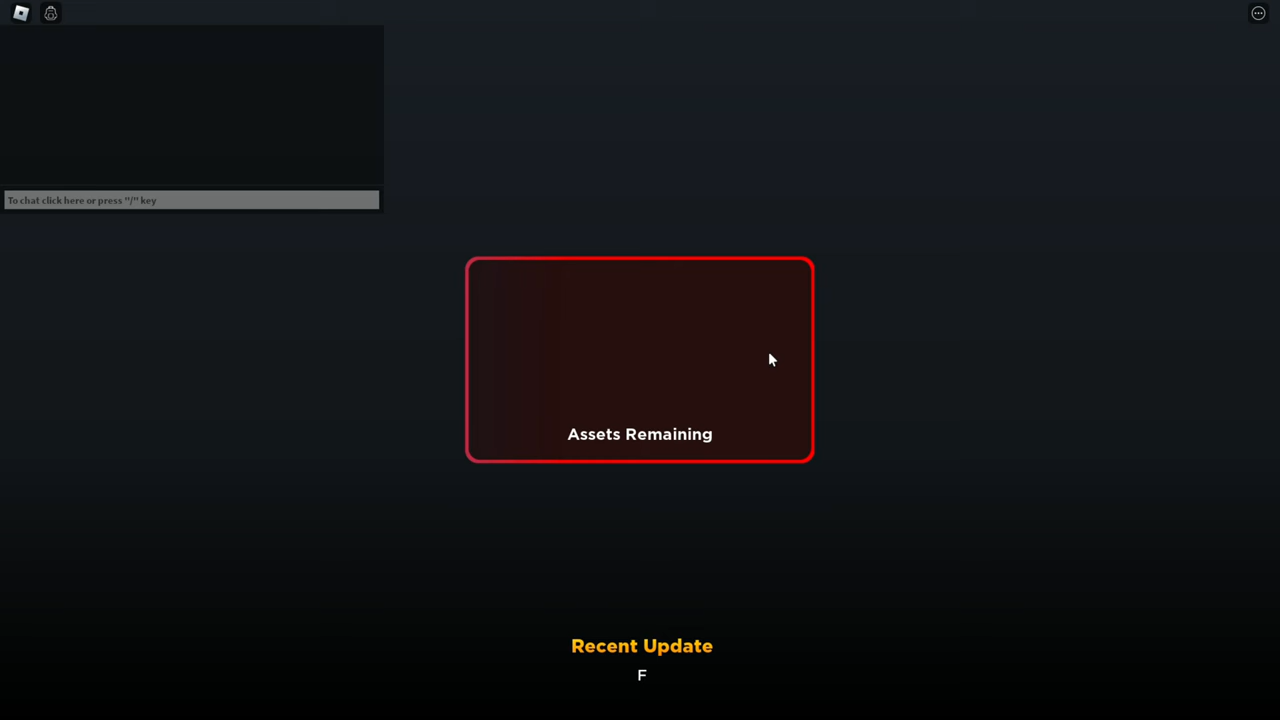 To chat click here or press "/" key
Assets Remaining
Recent Update
F